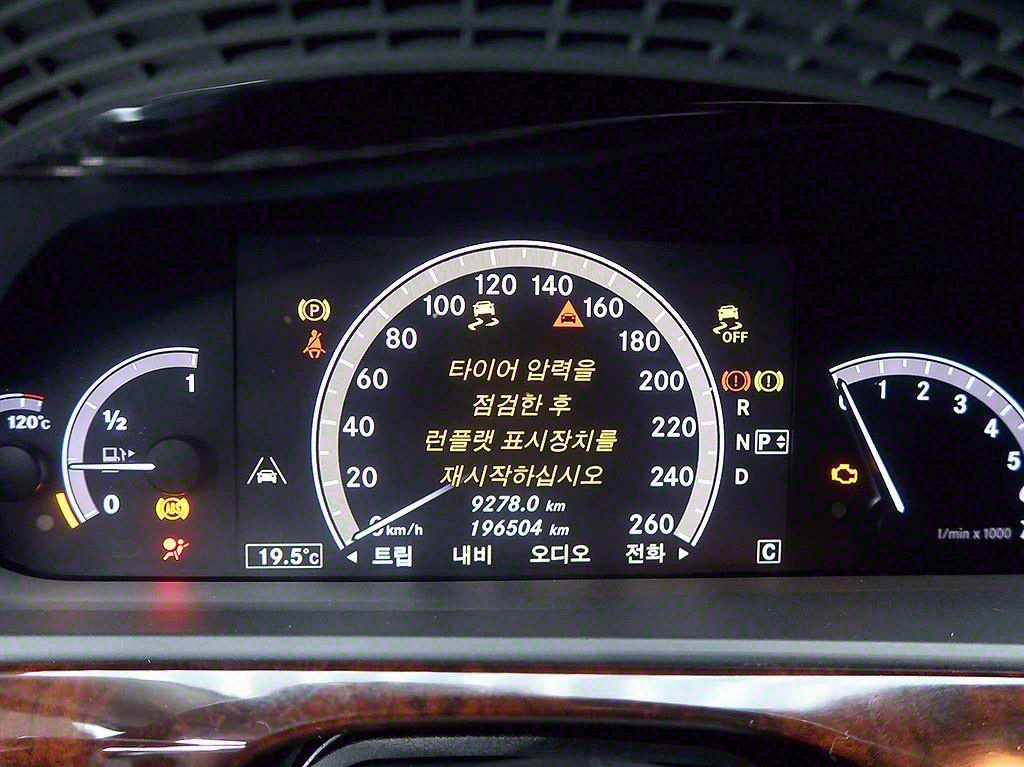 120°C
1
½
0
ABS
P
19.5°C
0 km/h
20
40
60
80
100
120
140
160
180
200
220
240
260
타이어 압력을
점검한 후
런플랫 표시장치를
재시작하십시오
9278.0 km
196504 km
트립 내비 오디오 전화
OFF
R
N P
D
C
1
2
3
4
5
1/min x 1000